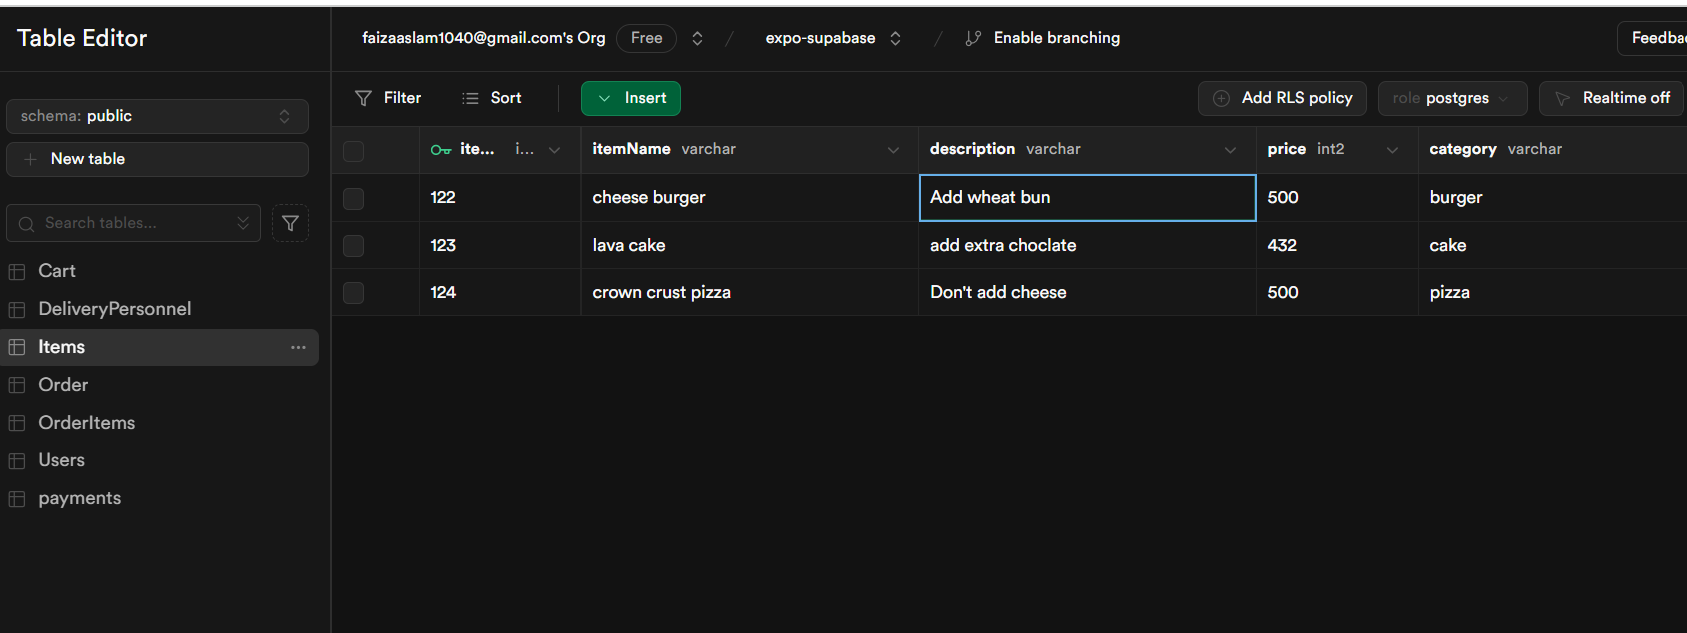 Table Editor
faizaaslam1040@gmail.com's Org Free / expo-supabase / Enable branching
Feedbac
schema: public
New table
Search tables...
Cart
DeliveryPersonnel
Items
Order
OrderItems
Users
payments
Filter Sort Insert Add RLS policy role postgres Realtime off
ite... i... itemName varchar description varchar price int2 category varchar
122 cheese burger Add wheat bun 500 burger
123 lava cake add extra choclate 432 cake
124 crown crust pizza Don't add cheese 500 pizza